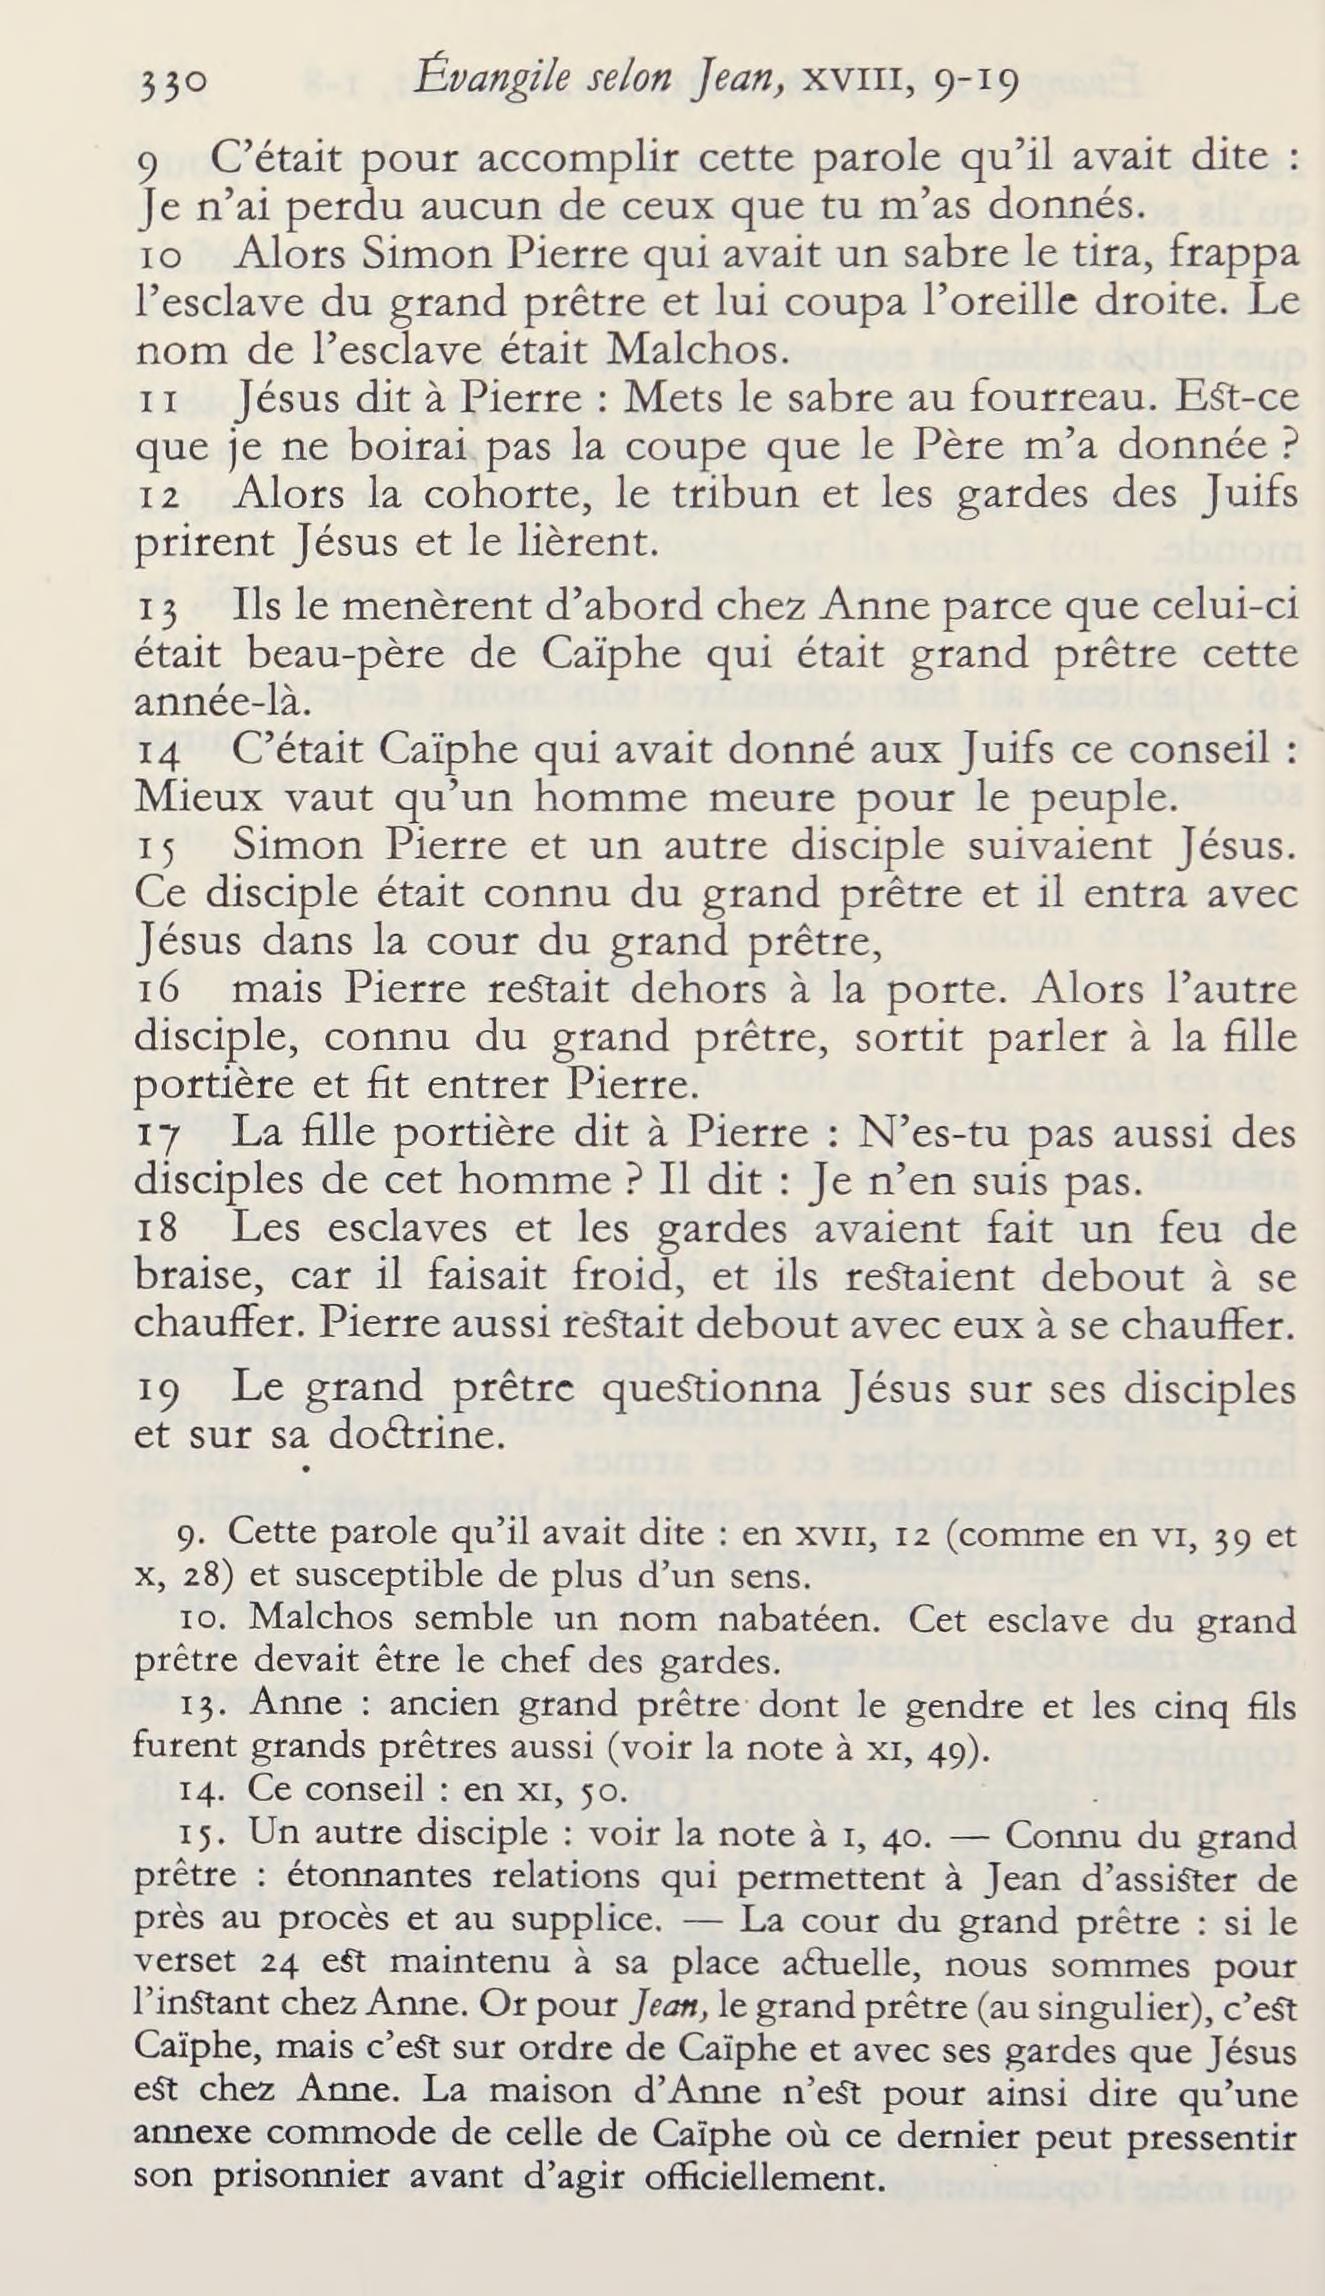 330 Évangile selon Jean, XVIII, 9-19
9 C’était pour accomplir cette parole qu’il avait dite :
Je n’ai perdu aucun de ceux que tu m’as donnés.
10 Alors Simon Pierre qui avait un sabre le tira, frappa
l’esclave du grand prêtre et lui coupa l’oreille droite. Le
nom de l’esclave était Malchos.
11 Jésus dit à Pierre : Mets le sabre au fourreau. Est-ce
que je ne boirai pas la coupe que le Père m’a donnée ?
12 Alors la cohorte, le tribun et les gardes des Juifs
prirent Jésus et le lièrent.
13 Ils le menèrent d’abord chez Anne parce que celui-ci
était beau-père de Caïphe qui était grand prêtre cette
année-là.
14 C’était Caïphe qui avait donné aux Juifs ce conseil :
Mieux vaut qu’un homme meure pour le peuple.
15 Simon Pierre et un autre disciple suivaient Jésus.
Ce disciple était connu du grand prêtre et il entra avec
Jésus dans la cour du grand prêtre,
16 mais Pierre restait dehors à la porte. Alors l’autre
disciple, connu du grand prêtre, sortit parler à la fille
portière et fit entrer Pierre.
17 La fille portière dit à Pierre : N’es-tu pas aussi des
disciples de cet homme ? Il dit : Je n’en suis pas.
18 Les esclaves et les gardes avaient fait un feu de
braise, car il faisait froid, et ils restaient debout à se
chauffer. Pierre aussi restait debout avec eux à se chauffer.
19 Le grand prêtre questionna Jésus sur ses disciples
et sur sa doctrine.
9. Cette parole qu’il avait dite : en XVII, 12 (comme en VI, 39 et
X, 28) et susceptible de plus d’un sens.
10. Malchos semble un nom nabatéen. Cet esclave du grand
prêtre devait être le chef des gardes.
13. Anne : ancien grand prêtre dont le gendre et les cinq fils
furent grands prêtres aussi (voir la note à XI, 49).
14. Ce conseil : en XI, 50.
15. Un autre disciple : voir la note à I, 40. — Connu du grand
prêtre : étonnantes relations qui permettent à Jean d’assister de
près au procès et au supplice. — La cour du grand prêtre : si le
verset 24 est maintenu à sa place actuelle, nous sommes pour
l’instant chez Anne. Or pour Jean, le grand prêtre (au singulier), c’est
Caïphe, mais c’est sur ordre de Caïphe et avec ses gardes que Jésus
est chez Anne. La maison d’Anne n’est pour ainsi dire qu’une
annexe commode de celle de Caïphe où ce dernier peut pressentir
son prisonnier avant d’agir officiellement.